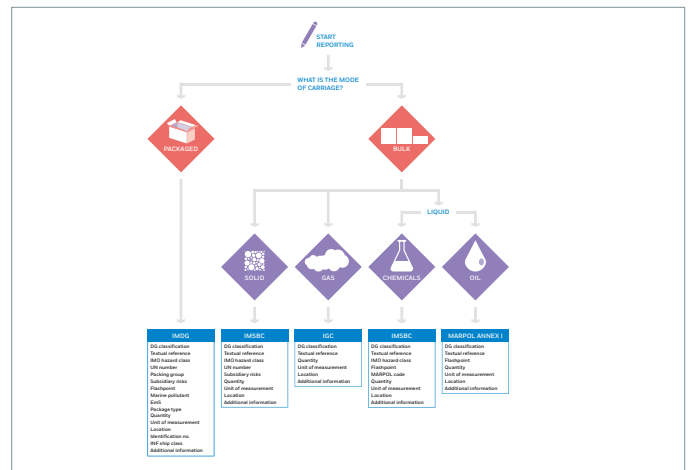 START
REPORTING
WHAT IS THE MODE
OF CARRIAGE?
PACKAGED
BULK
LIQUID
SOLID
GAS
CHEMICALS
OIL
IMDG
DG classification
Textual reference
IMO hazard class
UN number
Packing group
Subsidiary risks
Flashpoint
Marine pollutant
EmS
Package type
Quantity
Unit of measurement
Location
Identification no.
INF ship class
Additional information
IMSBC
DG classification
Textual reference
IMO hazard class
UN number
Subsidiary risks
Quantity
Unit of measurement
Location
Additional information
IGC
DG classification
Textual reference
Quantity
Unit of measurement
Location
Additional information
IMSBC
DG classification
Textual reference
IMO hazard class
Flashpoint
MARPOL code
Quantity
Unit of measurement
Location
Additional information
MARPOL ANNEX I
DG classification
Textual reference
Flashpoint
Quantity
Unit of measurement
Location
Additional information